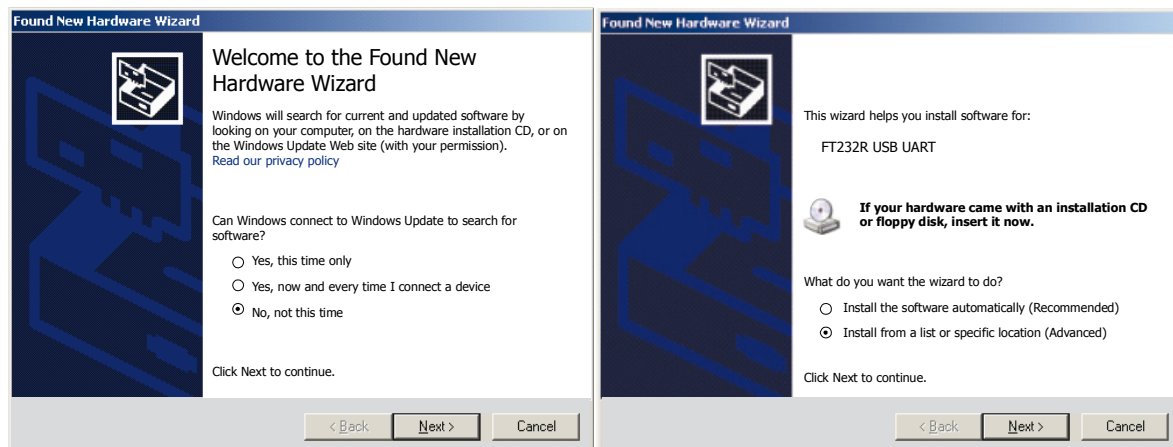 Found New Hardware Wizard
Welcome to the Found New
Hardware Wizard
Windows will search for current and updated software by
looking on your computer, on the hardware installation CD, or on
the Windows Update Web site (with your permission).
Read our privacy policy
Can Windows connect to Windows Update to search for
software?
Yes, this time only
Yes, now and every time I connect a device
No, not this time
Click Next to continue.
< Back
Next >
Cancel
Found New Hardware Wizard
This wizard helps you install software for:
FT232R USB UART
If your hardware came with an installation CD
or floppy disk, insert it now.
What do you want the wizard to do?
Install the software automatically (Recommended)
Install from a list or specific location (Advanced)
Click Next to continue.
< Back
Next >
Cancel